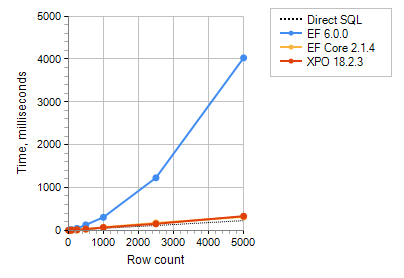 5000
Direct SQL
EF 6.0.0
EF Core 2.1.4
XPO 18.2.3
4000
3000
Time, milliseconds
2000
1000
0
0 1000 2000 3000 4000 5000
Row count